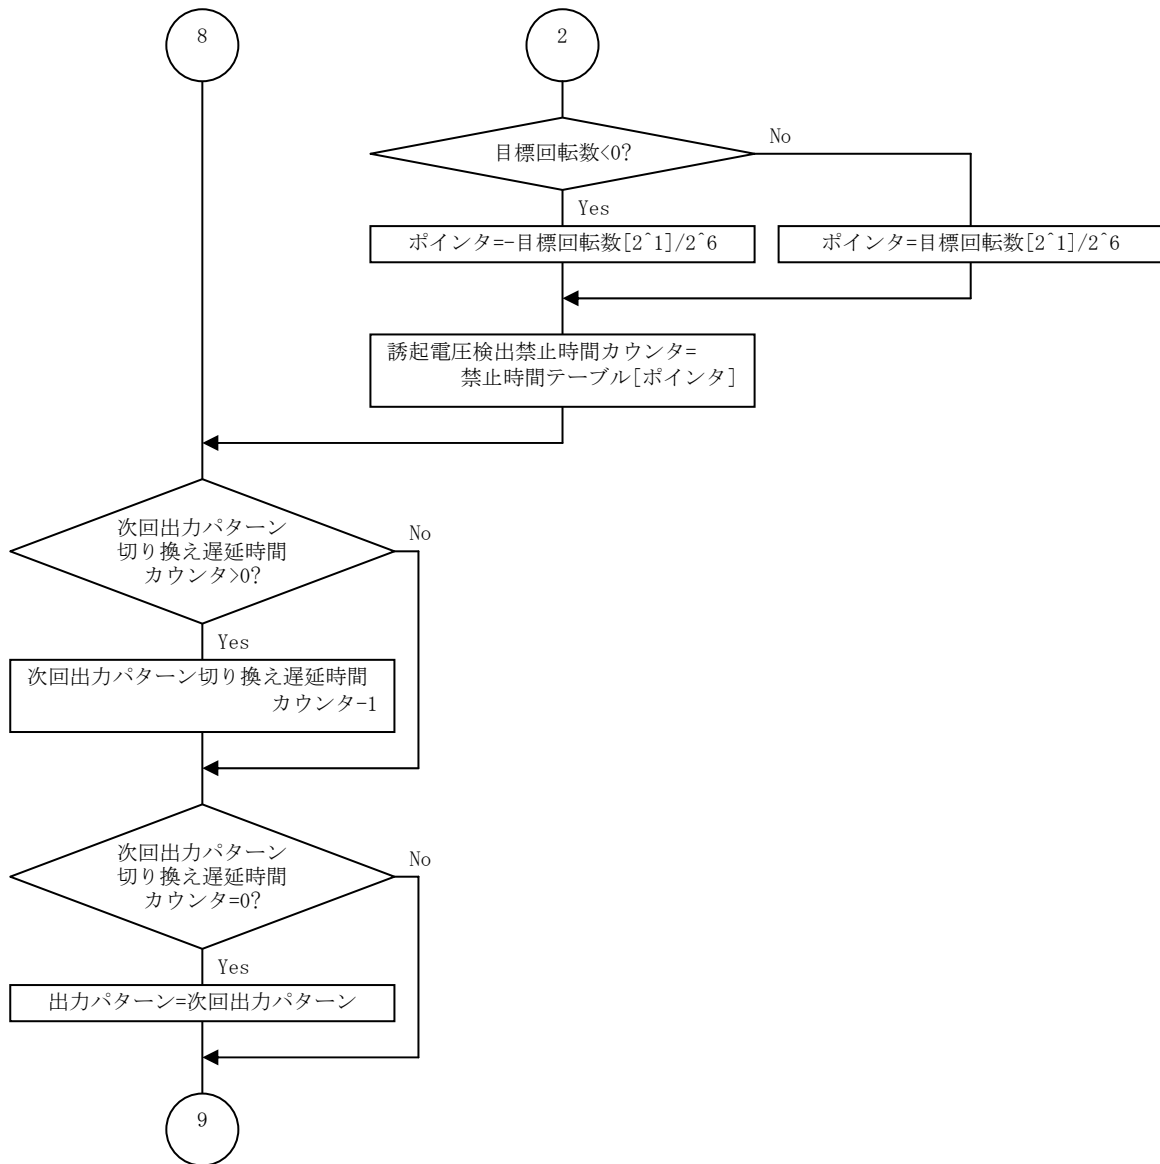 8
2
目標回転数<0?
No
Yes
ポインタ=-目標回転数[2^1]/2^6
ポインタ=目標回転数[2^1]/2^6
誘起電圧検出禁止時間カウンタ=
禁止時間テーブル[ポインタ]
次回出力パターン
切り換え遅延時間
カウンタ>0?
No
Yes
次回出力パターン切り換え遅延時間
カウンタ-1
次回出力パターン
切り換え遅延時間
カウンタ=0?
No
Yes
出力パターン=次回出力パターン
9